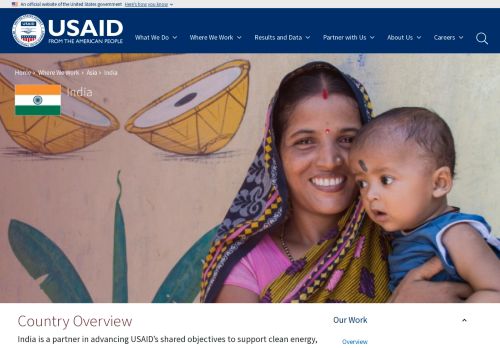 An official website of the United States government Here's how you know
USAID
FROM THE AMERICAN PEOPLE
What We Do
Where We Work
Results and Data
Partner with Us
About Us
Careers
Home > Where We Work > Asia > India
India
Country Overview
India is a partner in advancing USAID's shared objectives to support clean energy,
Our Work
Overview